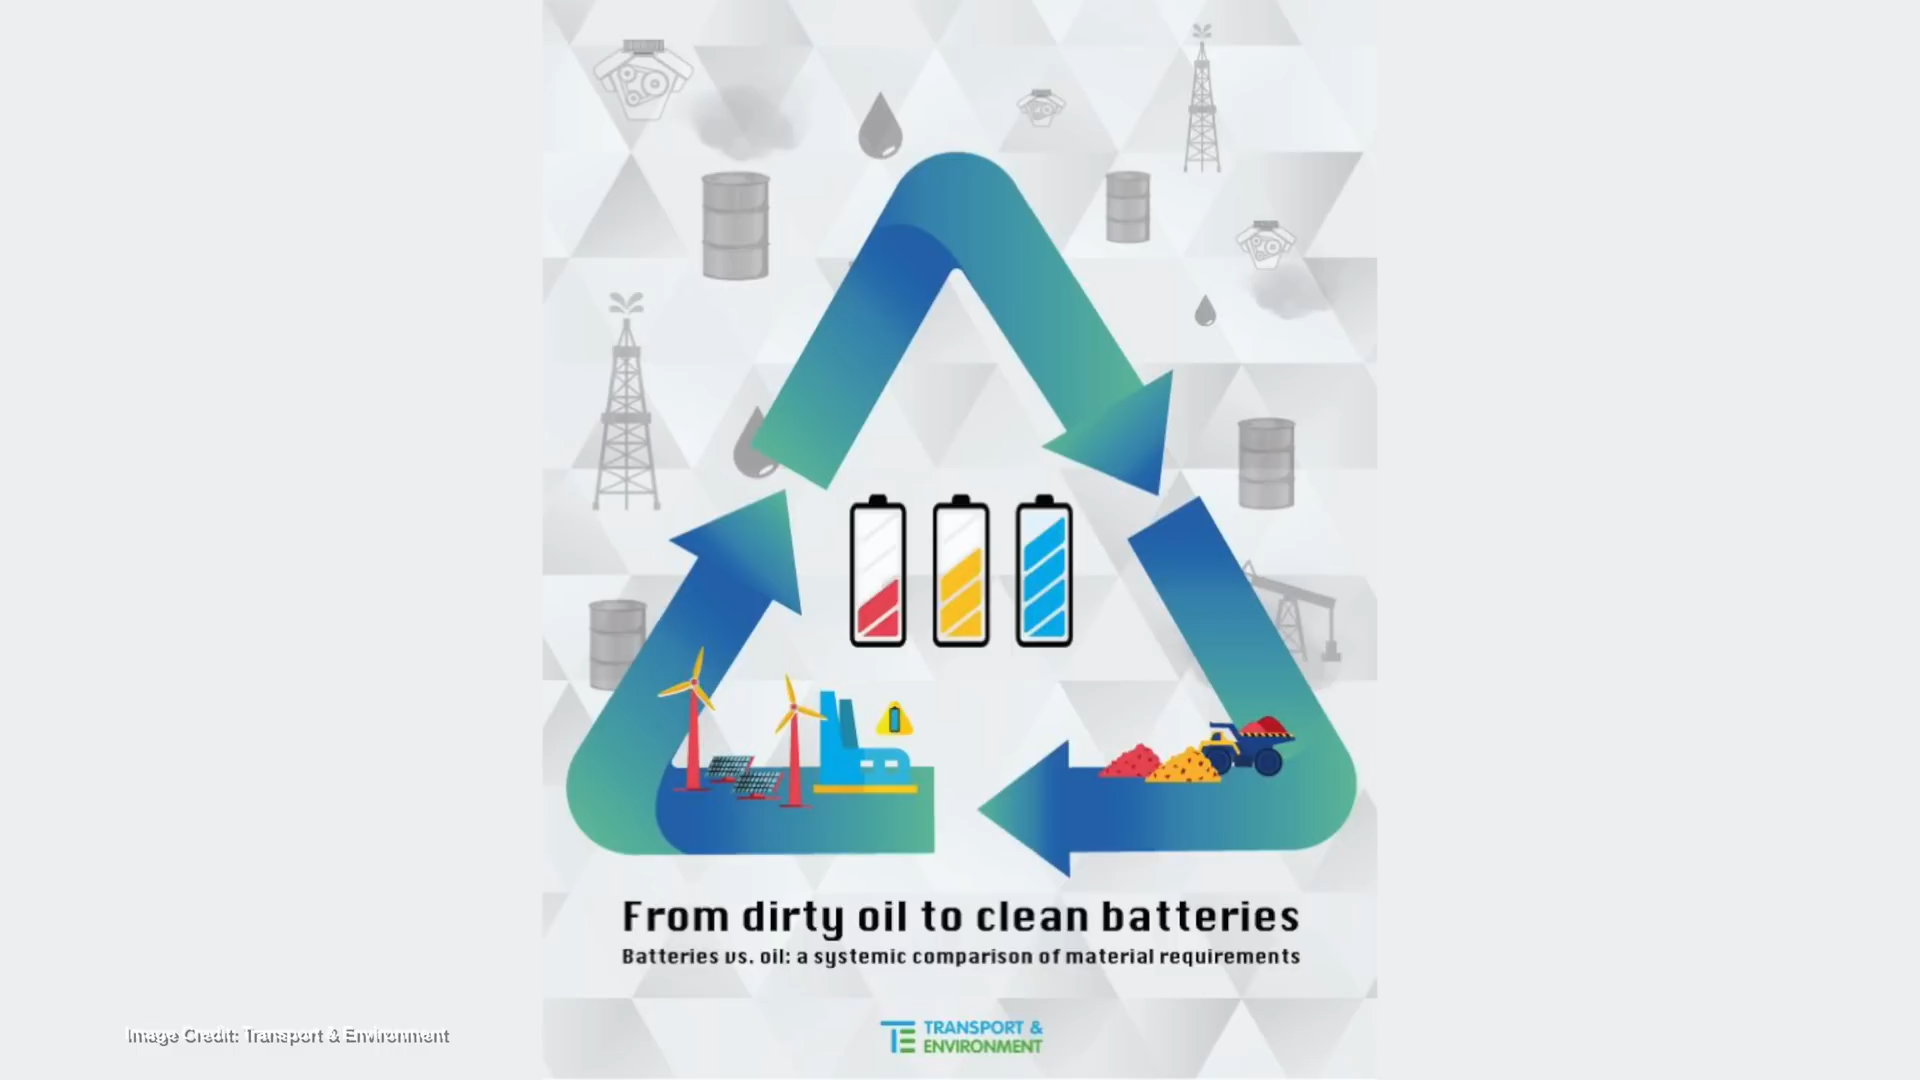 From dirty oil to clean batteries
Batteries vs. oil: a systemic comparison of material requirements
TE TRANSPORT &
ENVIRONMENT
Image Credit: Transport & Environment